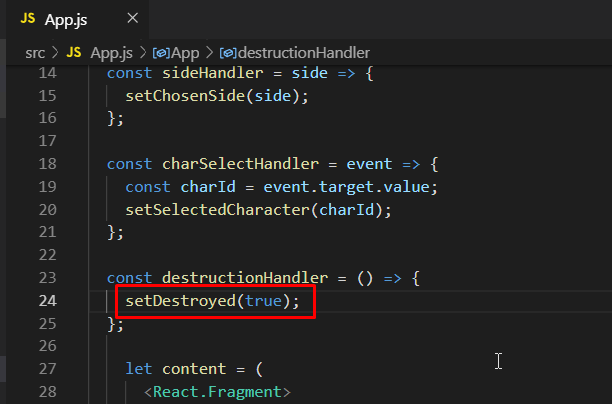 JS App.js ×
src > JS App.js > App > destructionHandler
14 const sideHandler = side => {
15 setChosenSide(side);
16 };
17
18 const charSelectHandler = event => {
19 const charId = event.target.value;
20 setSelectedCharacter(charId);
21 };
22
23 const destructionHandler = () => {
24 setDestroyed(true);
25 };
26
27 let content = (
28 <React.Fragment>